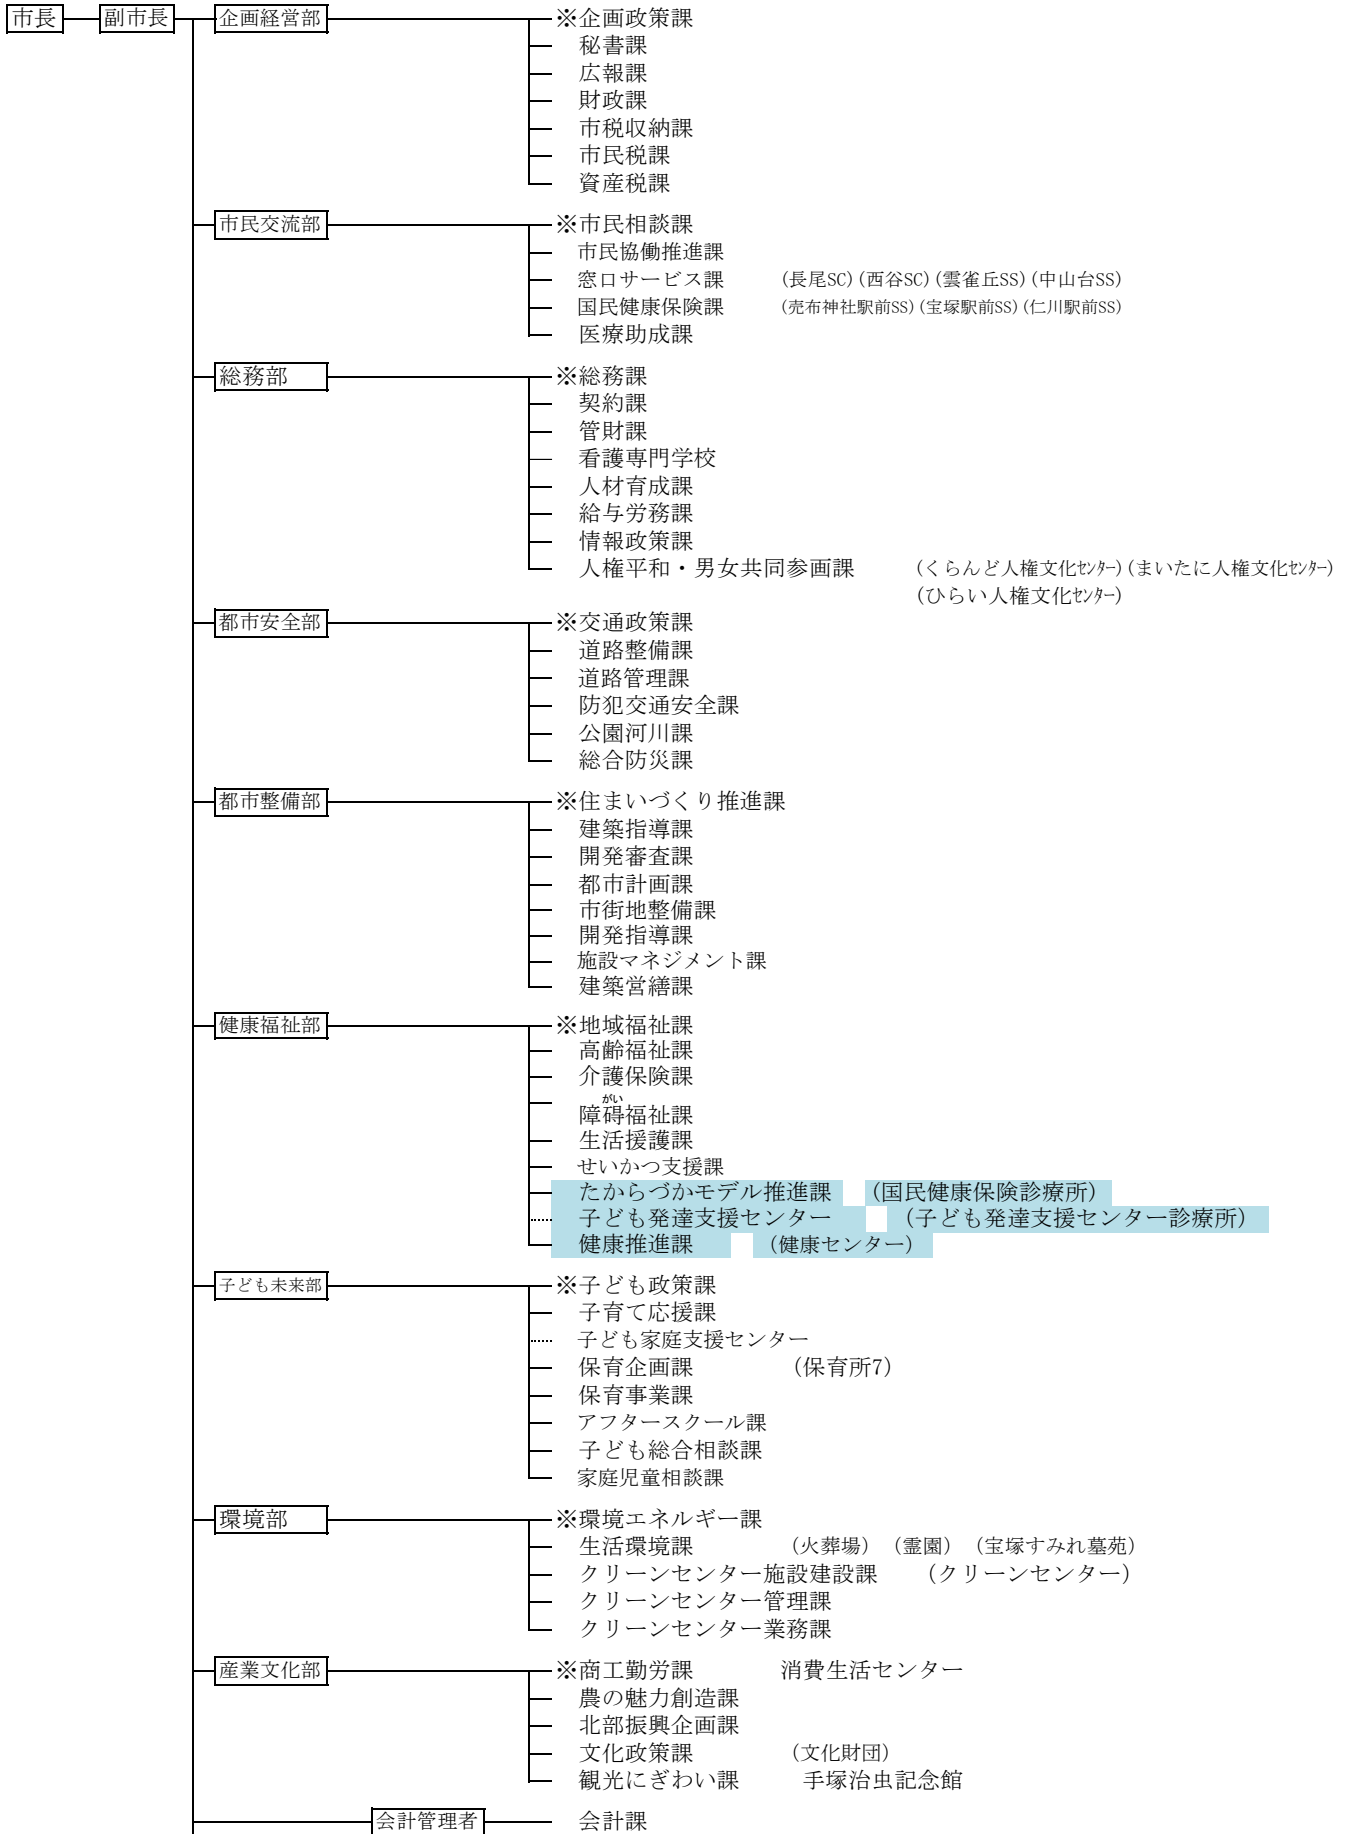 市長 副市長 企画経営部 ※企画政策課
秘書課
広報課
財政課
市税収納課
市民税課
資産税課
市民交流部 ※市民相談課
市民協働推進課
窓口サービス課 (長尾SC)(西谷SC)(雲雀丘SS)(中山台SS)
国民健康保険課 (売布神社駅前SS)(宝塚駅前SS)(仁川駅前SS)
医療助成課
総務部 ※総務課
契約課
管財課
看護専門学校
人材育成課
給与労務課
情報政策課
人権平和・男女共同参画課 (くらんど人権文化ｾﾝﾀｰ)(まいたに人権文化ｾﾝﾀｰ)
(ひらい人権文化ｾﾝﾀｰ)
都市安全部 ※交通政策課
道路整備課
道路管理課
防犯交通安全課
公園河川課
総合防災課
都市整備部 ※住まいづくり推進課
建築指導課
開発審査課
都市計画課
市街地整備課
開発指導課
施設マネジメント課
建築営繕課
健康福祉部 ※地域福祉課
高齢福祉課
介護保険課
がい
障碍福祉課
生活援護課
せいかつ支援課
たからづかモデル推進課 （国民健康保険診療所）
子ども発達支援センター （子ども発達支援センター診療所）
健康推進課 （健康センター）
子ども未来部 ※子ども政策課
子育て応援課
子ども家庭支援センター
保育企画課 （保育所7）
保育事業課
アフタースクール課
子ども総合相談課
家庭児童相談課
環境部 ※環境エネルギー課
生活環境課 （火葬場）（霊園）（宝塚すみれ墓苑）
クリーンセンター施設建設課 （クリーンセンター）
クリーンセンター管理課
クリーンセンター業務課
産業文化部 ※商工勤労課 消費生活センター
農の魅力創造課
北部振興企画課
文化政策課 （文化財団）
観光にぎわい課 手塚治虫記念館
会計管理者 会計課